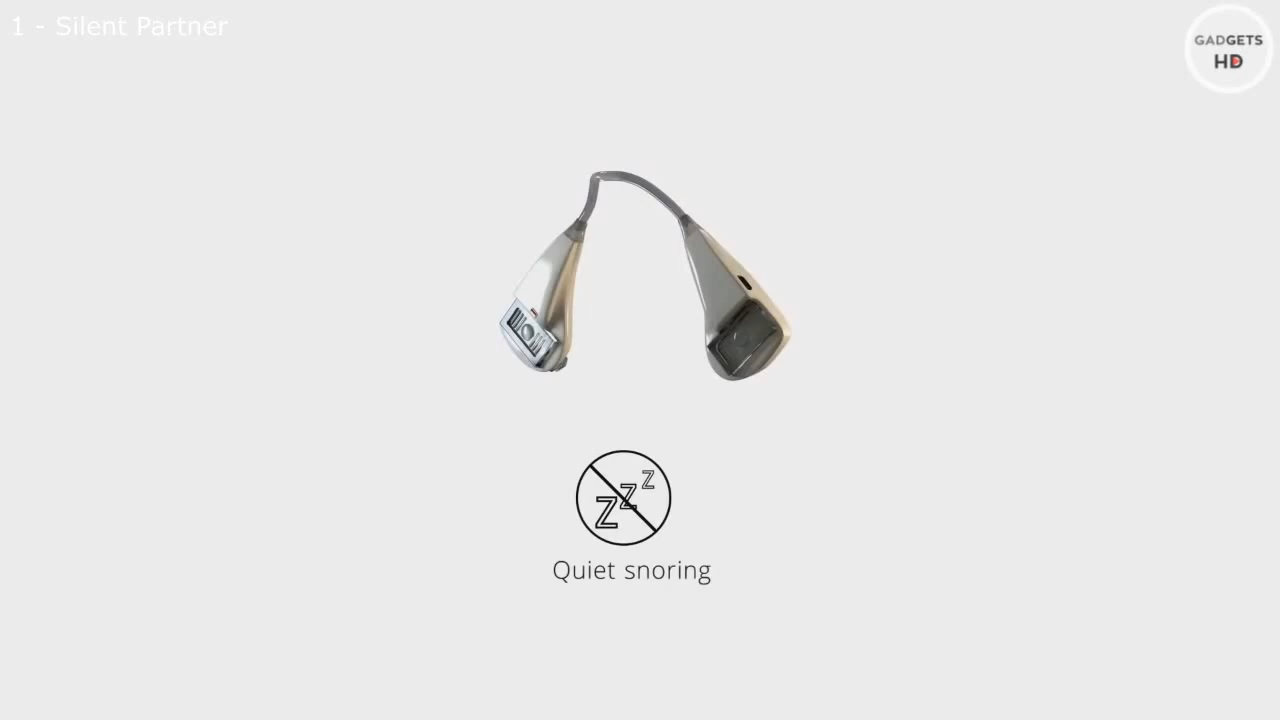 1 - Silent Partner
GADGETS
HD
z
z
z
Quiet snoring